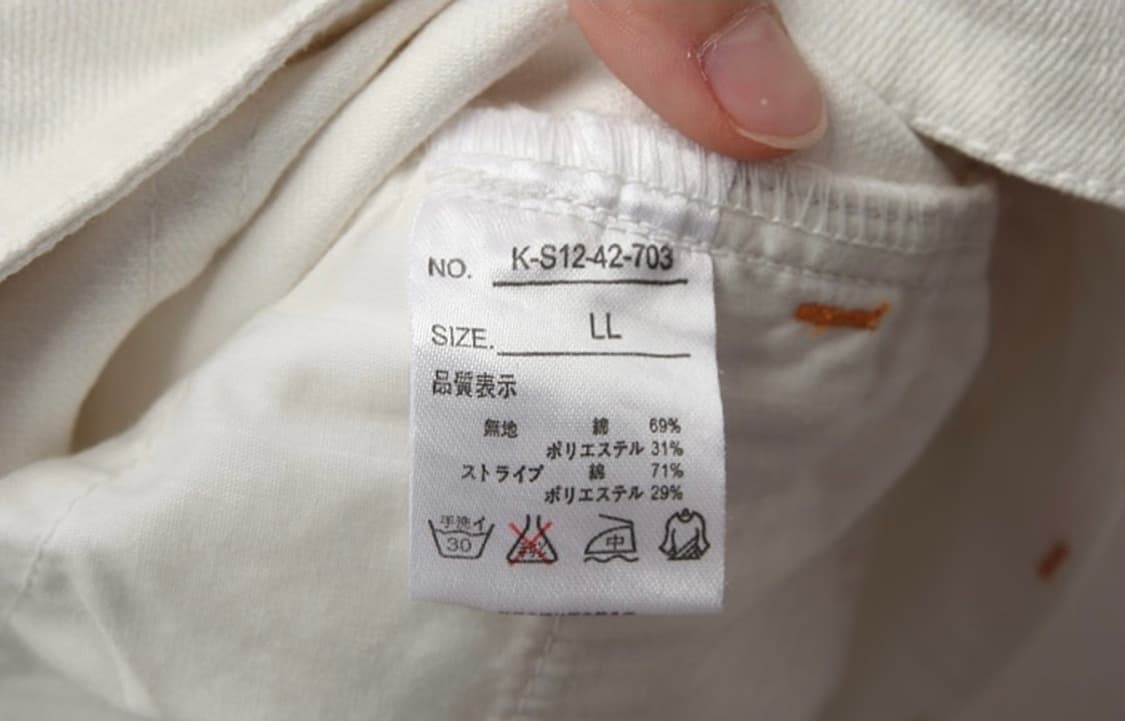 NO. K-S12-42-703
SIZE. LL
品質表示
無地 綿 69%
ポリエステル 31%
ストライプ 綿 71%
ポリエステル 29%
手洗イ
30
中